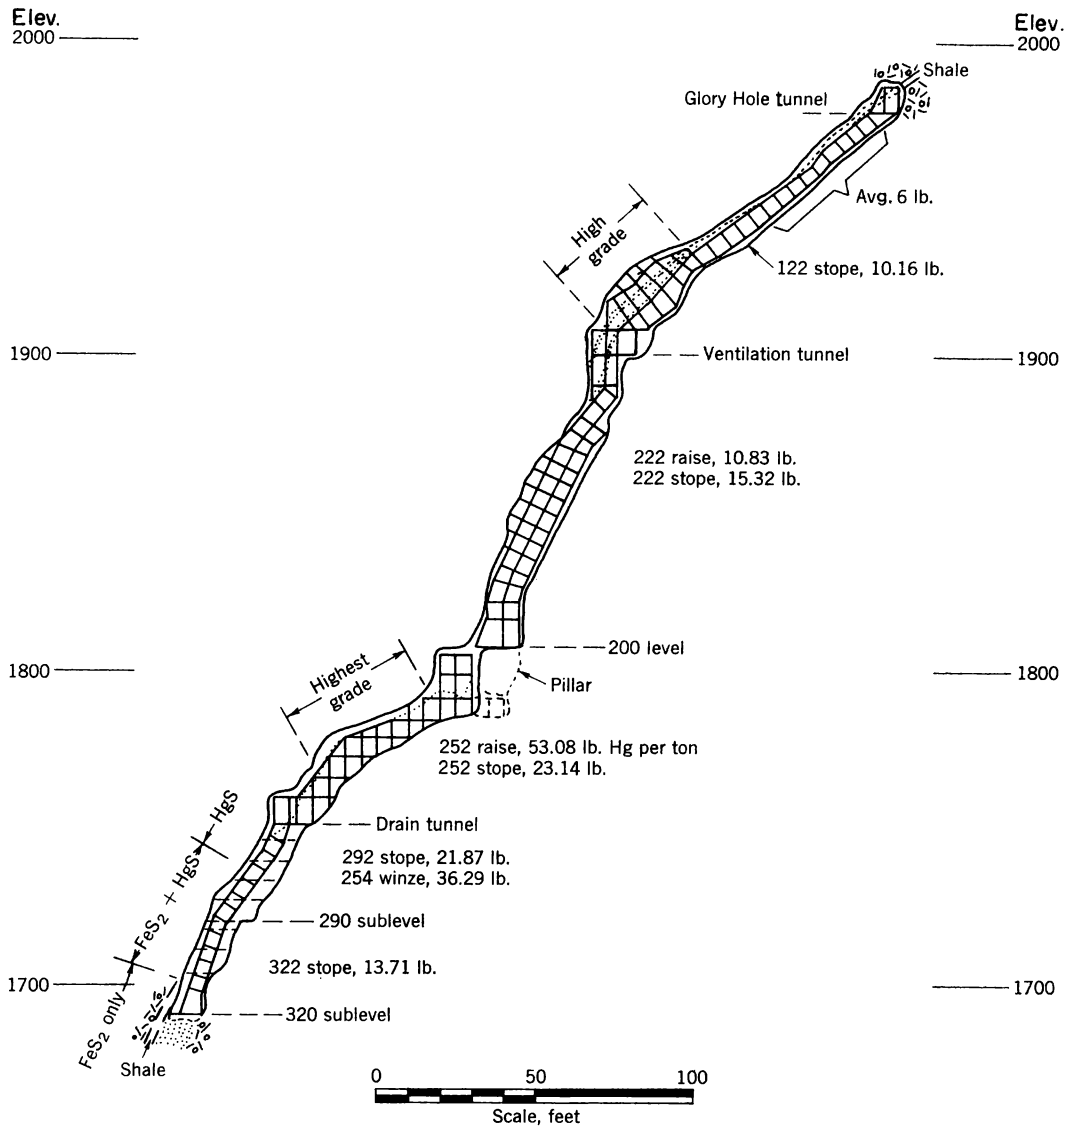 Elev.
2000
Elev.
2000
Shale
Glory Hole tunnel
Avg. 6 lb.
High
grade
122 stope, 10.16 lb.
1900
Ventilation tunnel
1900
222 raise, 10.83 lb.
222 stope, 15.32 lb.
200 level
1800
1800
Highest
grade
Pillar
252 raise, 53.08 lb. Hg per ton
252 stope, 23.14 lb.
HgS
Drain tunnel
292 stope, 21.87 lb.
254 winze, 36.29 lb.
FeS₂ + HgS
290 sublevel
322 stope, 13.71 lb.
1700
1700
FeS₂ only
320 sublevel
Shale
0 50 100
Scale, feet